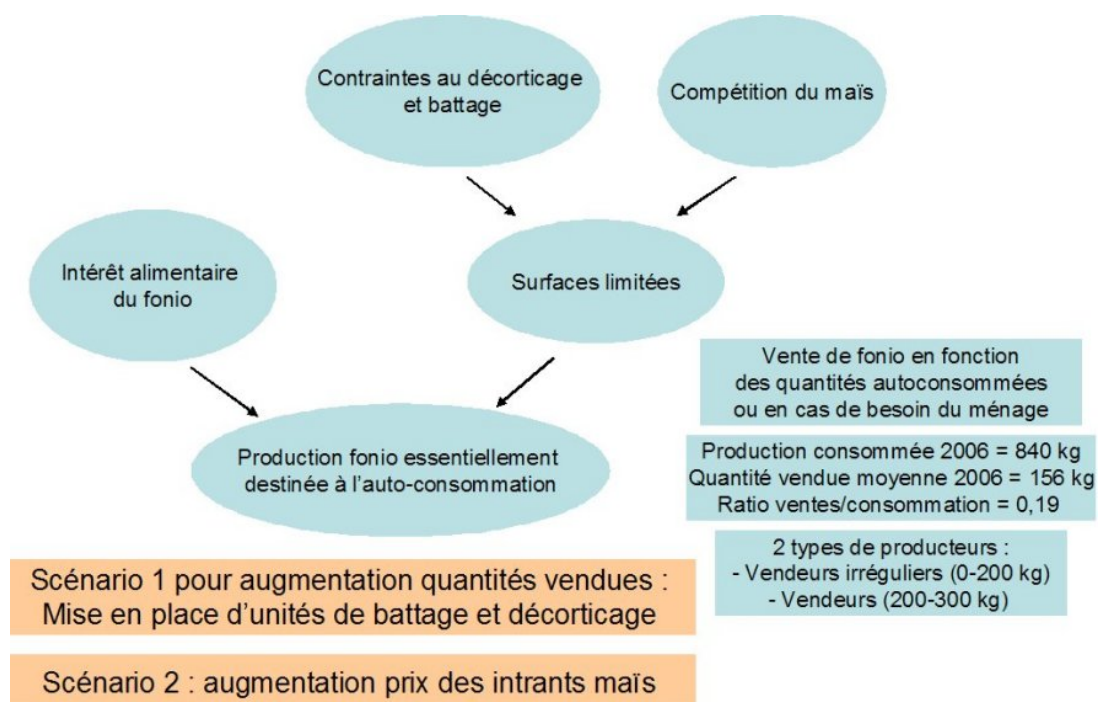 Contraintes au décorticage
et battage
Compétition du maïs
Intérêt alimentaire
du fonio
Surfaces limitées
Vente de fonio en fonction
des quantités autoconsommées
ou en cas de besoin du ménage
Production fonio essentiellement
destinée à l'auto-consommation
Production consommée 2006 = 840 kg
Quantité vendue moyenne 2006 = 156 kg
Ratio ventes/consommation = 0,19
2 types de producteurs :
- Vendeurs irréguliers (0-200 kg)
- Vendeurs (200-300 kg)
Scénario 1 pour augmentation quantités vendues :
Mise en place d'unités de battage et décorticage
Scénario 2 : augmentation prix des intrants maïs